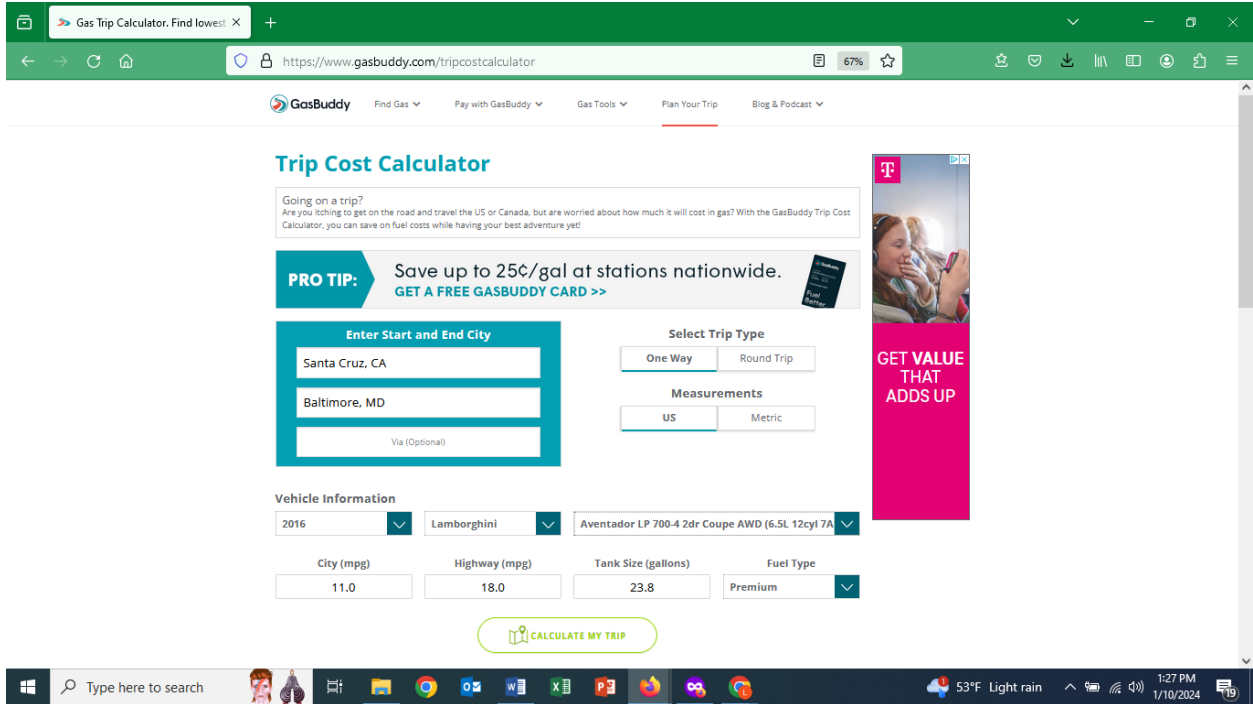 Gas Trip Calculator. Find lowest
https://www.gasbuddy.com/tripcostcalculator
67%
GasBuddy
Find Gas
Pay with GasBuddy
Gas Tools
Plan Your Trip
Blog & Podcast
Trip Cost Calculator
Going on a trip?
Are you itching to get on the road and travel the US or Canada, but are worried about how much it will cost in gas? With the GasBuddy Trip Cost
Calculator, you can save on fuel costs while having your best adventure yet!
PRO TIP:
Save up to 25¢/gal at stations nationwide.
GET A FREE GASBUDDY CARD >>
GasBuddy
Fuel
Better
Enter Start and End City
Santa Cruz, CA
Baltimore, MD
Via (Optional)
Select Trip Type
One Way
Round Trip
Measurements
US
Metric
T
GET VALUE
THAT
ADDS UP
Vehicle Information
2016
Lamborghini
Aventador LP 700-4 2dr Coupe AWD (6.5L 12cyl 7A
City (mpg)
Highway (mpg)
Tank Size (gallons)
Fuel Type
11.0
18.0
23.8
Premium
CALCULATE MY TRIP
Type here to search
53°F Light rain
1:27 PM
1/10/2024
19